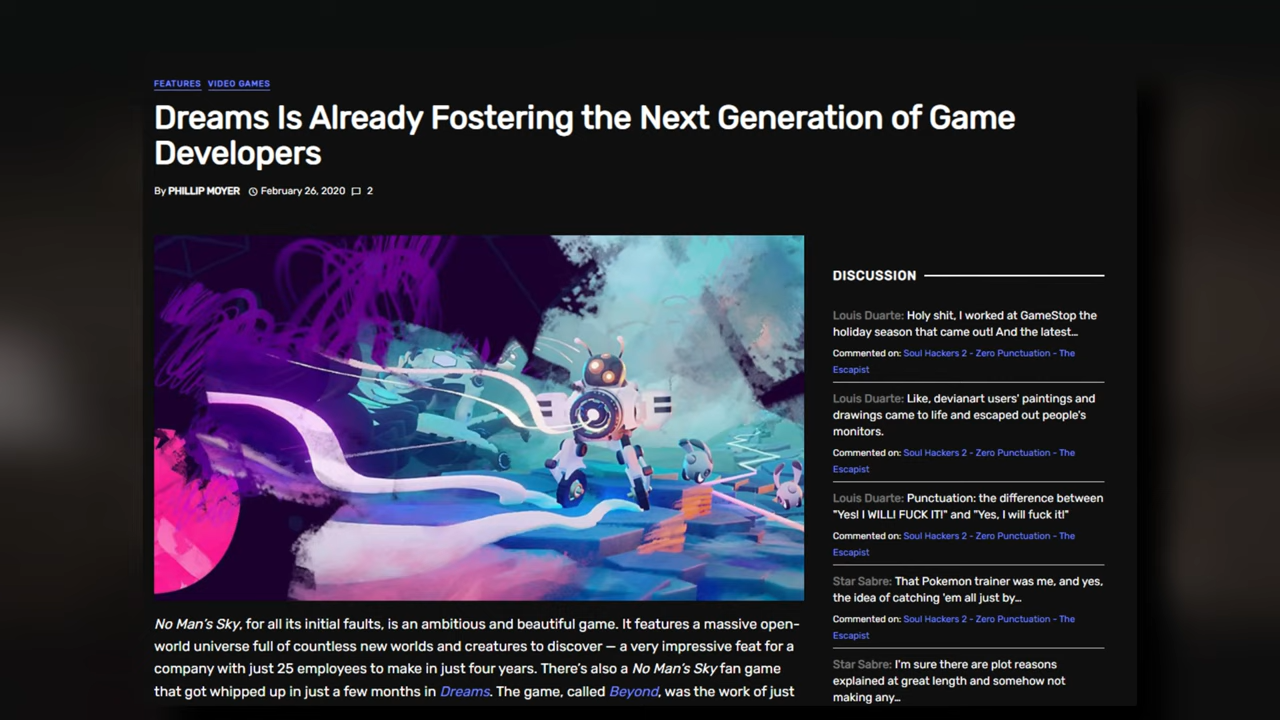 FEATURES VIDEO GAMES
Dreams Is Already Fostering the Next Generation of Game
Developers
By PHILLIP MOYER February 26, 2020 2
No Man's Sky, for all its initial faults, is an ambitious and beautiful game. It features a massive open-
world universe full of countless new worlds and creatures to discover — a very impressive feat for a
company with just 25 employees to make in just four years. There's also a No Man's Sky fan game
that got whipped up in just a few months in Dreams. The game, called Beyond, was the work of just
DISCUSSION
Louis Duarte: Holy shit, I worked at GameStop the
holiday season that came out! And the latest...
Commented on: Soul Hackers 2 - Zero Punctuation - The
Escapist
Louis Duarte: Like, devianart users' paintings and
drawings came to life and escaped out people's
monitors.
Commented on: Soul Hackers 2 - Zero Punctuation - The
Escapist
Louis Duarte: Punctuation: the difference between
"Yes! I WILL! FUCK IT!" and "Yes, I will fuck it!"
Commented on: Soul Hackers 2 - Zero Punctuation - The
Escapist
Star Sabre: That Pokemon trainer was me, and yes,
the idea of catching 'em all just by...
Commented on: Soul Hackers 2 - Zero Punctuation - The
Escapist
Star Sabre: I'm sure there are plot reasons
explained at great length and somehow not
making any...